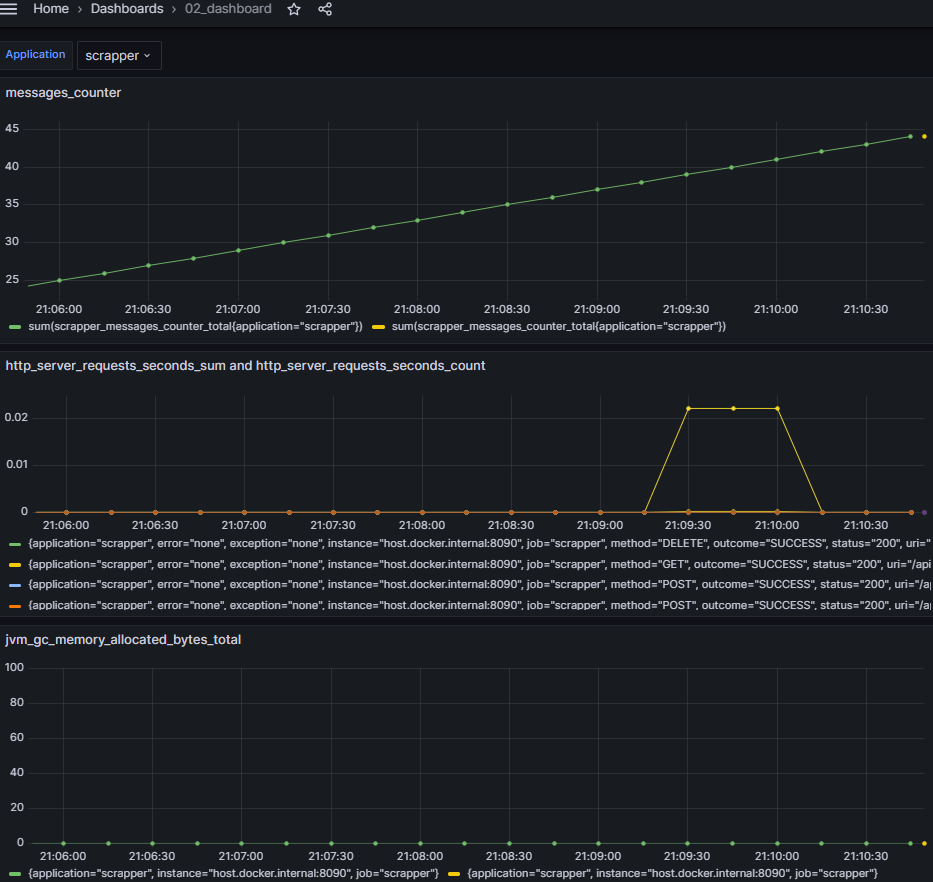 Home › Dashboards › 02_dashboard
Application scrapper
messages_counter
45
40
35
30
25
21:06:00 21:06:30 21:07:00 21:07:30 21:08:00 21:08:30 21:09:00 21:09:30 21:10:00 21:10:30
sum(scrapper_messages_counter_total{application="scrapper"}) sum(scrapper_messages_counter_total{application="scrapper"})
http_server_requests_seconds_sum and http_server_requests_seconds_count
0.02
0.01
0
21:06:00 21:06:30 21:07:00 21:07:30 21:08:00 21:08:30 21:09:00 21:09:30 21:10:00 21:10:30
{application="scrapper", error="none", exception="none", instance="host.docker.internal:8090", job="scrapper", method="DELETE", outcome="SUCCESS", status="200", uri="
{application="scrapper", error="none", exception="none", instance="host.docker.internal:8090", job="scrapper", method="GET", outcome="SUCCESS", status="200", uri="/api
{application="scrapper", error="none", exception="none", instance="host.docker.internal:8090", job="scrapper", method="POST", outcome="SUCCESS", status="200", uri="/a
{application="scrapper", error="none", exception="none", instance="host.docker.internal:8090", job="scrapper", method="POST", outcome="SUCCESS", status="200", uri="/a
jvm_gc_memory_allocated_bytes_total
100
80
60
40
20
0
21:06:00 21:06:30 21:07:00 21:07:30 21:08:00 21:08:30 21:09:00 21:09:30 21:10:00 21:10:30
{application="scrapper", instance="host.docker.internal:8090", job="scrapper"} {application="scrapper", instance="host.docker.internal:8090", job="scrapper"}